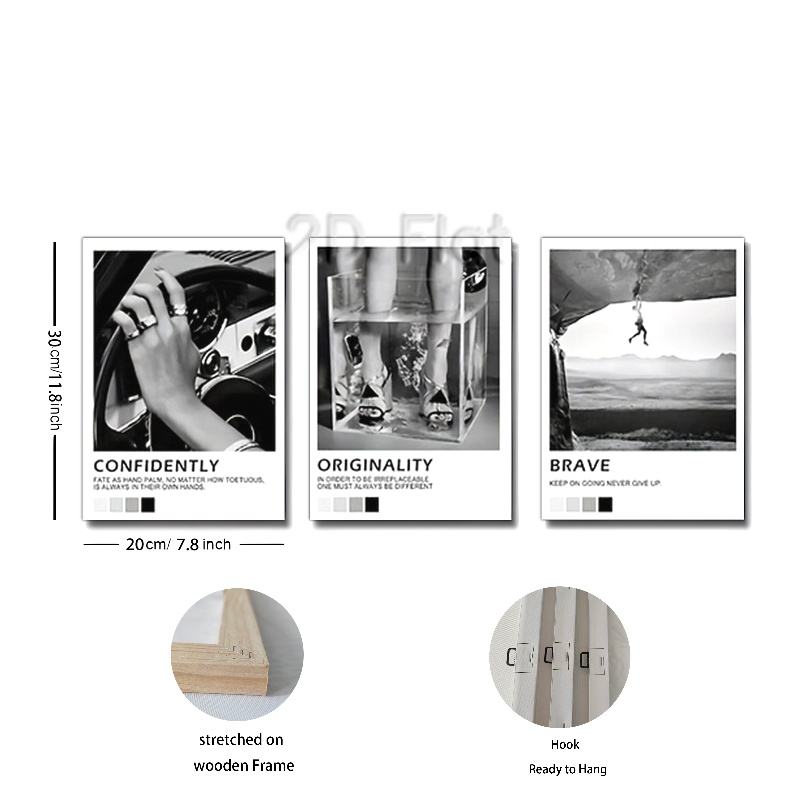 2D Flat
CONFIDENTLY
FATE AS HAND PALM, NO MATTER HOW TOETUOUS,
IS ALWAYS IN THEIR OWN HANDS.
ORIGINALITY
IN ORDER TO BE IRREPLACEABLE
ONE MUST ALWAYS BE DIFFERENT
BRAVE
KEEP ON GOING NEVER GIVE UP.
30cm/11.8inch
20cm/ 7.8 inch
stretched on
wooden Frame
Hook
Ready to Hang